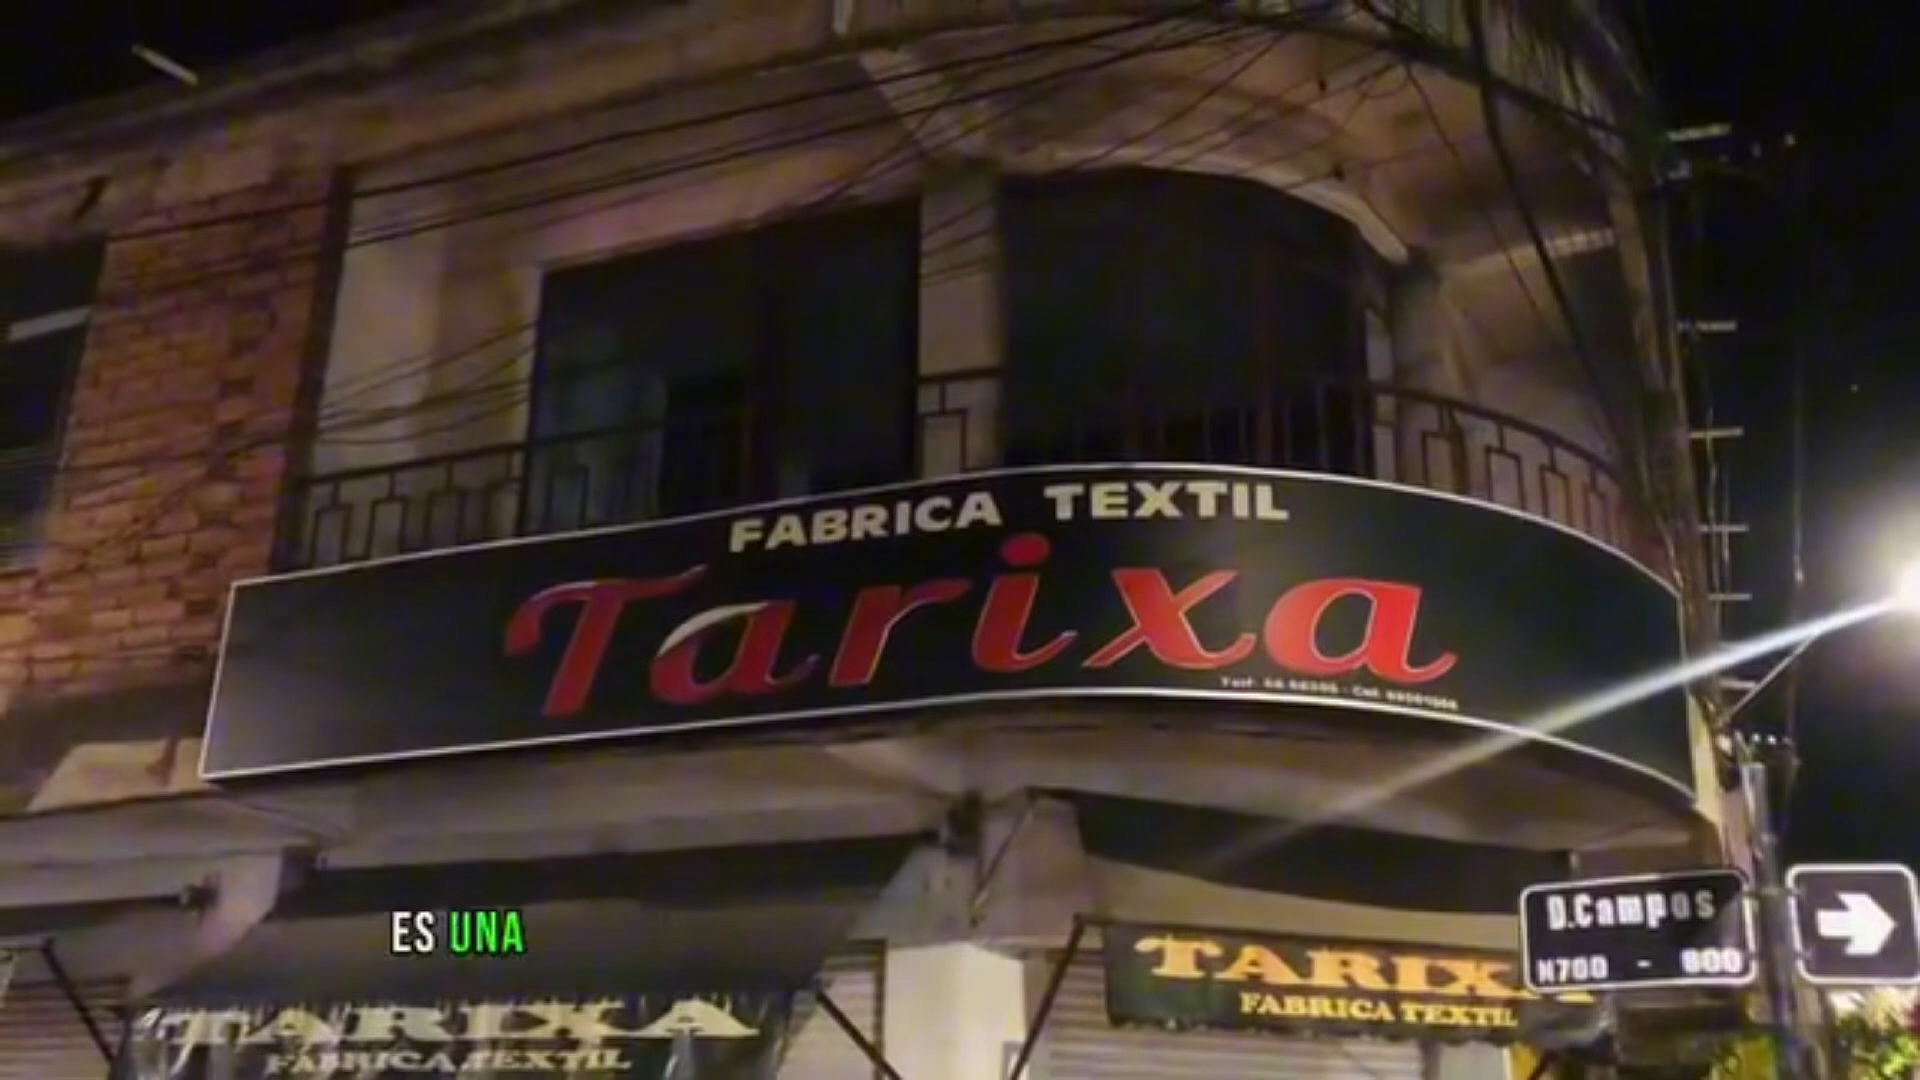 FABRICA TEXTIL
Tarixa
D.Campos
N700 - 800
ES UNA
TARIXA
FABRICA TEXTIL
TARIXA
FABRICA TEXTIL